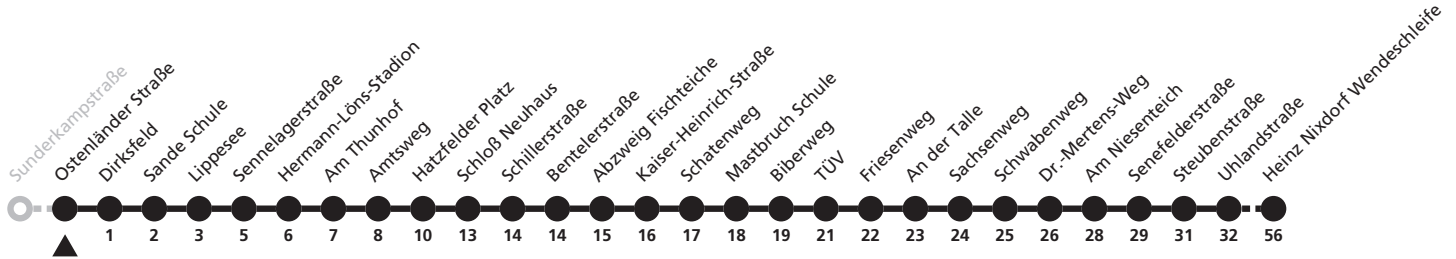 Sunderkampstraße
Ostenländer Straße
Dirksfeld
Sande Schule
Lippesee
Sennelagerstraße
Hermann-Löns-Stadion
Am Thunhof
Amtsweg
Hatzfelder Platz
Schloß Neuhaus
Schillerstraße
Bentelerstraße
Abzweig Fischteiche
Kaiser-Heinrich-Straße
Schatenweg
Mastbruch Schule
Biberweg
TÜV
Friesenweg
An der Talle
Sachsenweg
Schwabenweg
Dr.-Mertens-Weg
Am Niesenteich
Senefelderstraße
Steubenstraße
Uhlandstraße
Heinz Nixdorf Wendeschleife
1 2 3 5 6 7 8 10 13 14 14 15 16 17 18 19 21 22 23 24 25 26 28 29 31 32 56